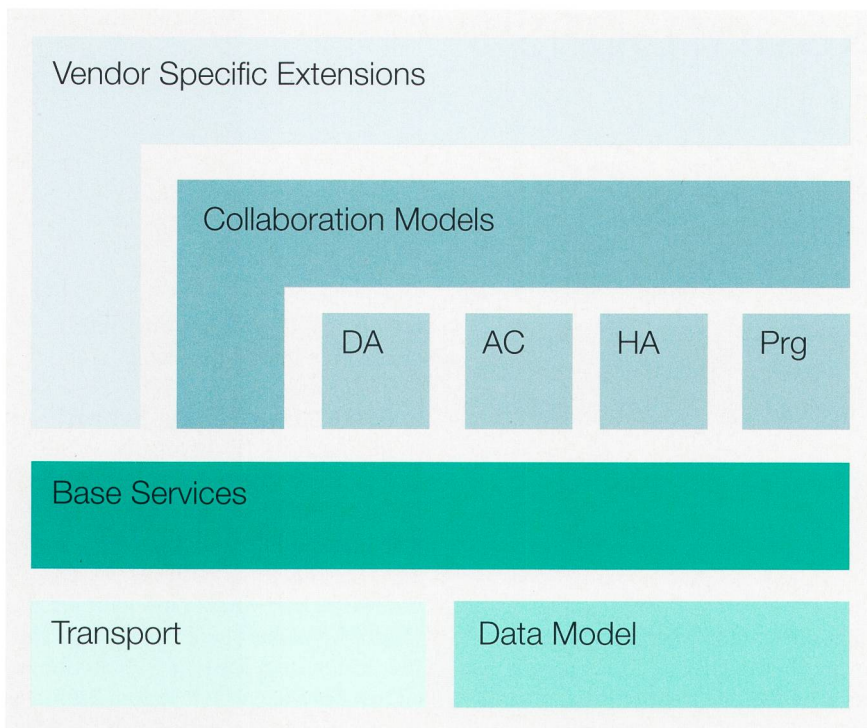 Vendor Specific Extensions
Collaboration Models
DA
AC
HA
Prg
Base Services
Transport
Data Model